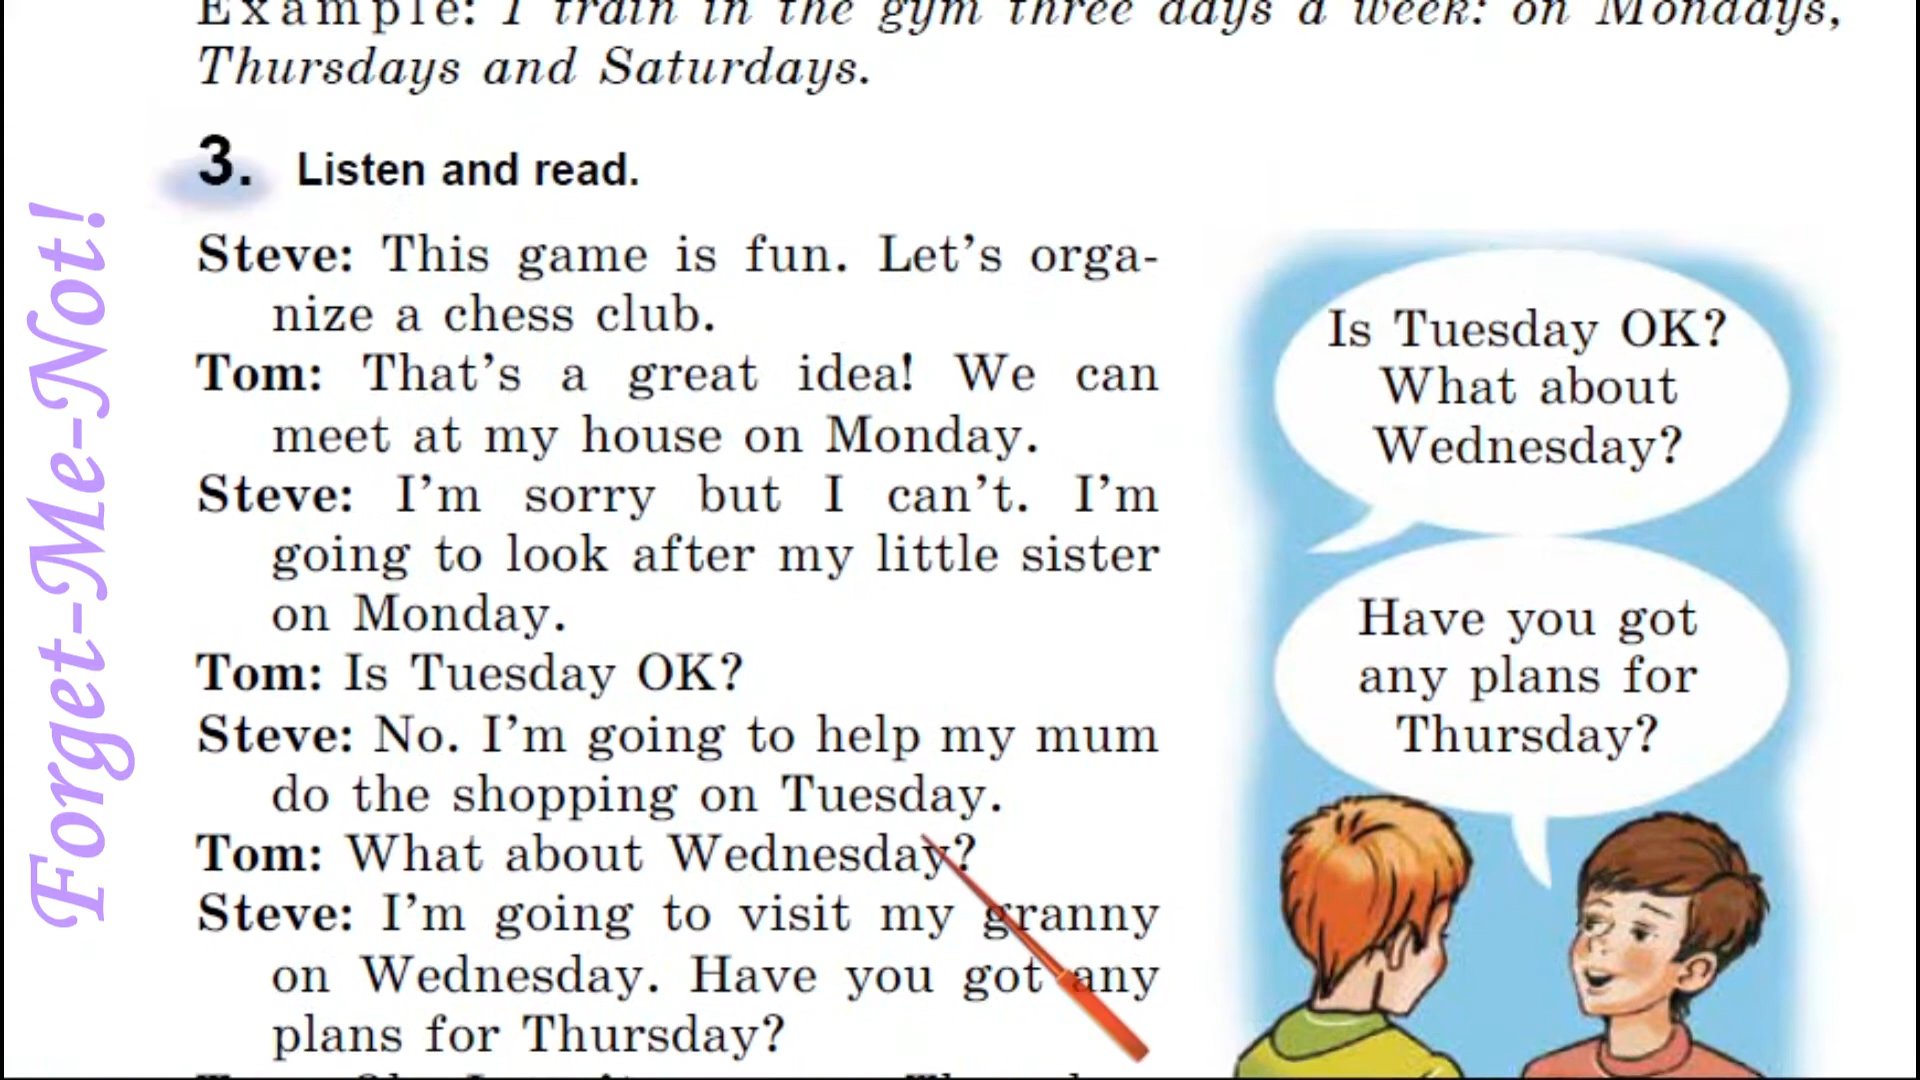 Example: I train in the gym three days a week: on Mondays,
Thursdays and Saturdays.
3. Listen and read.
Steve: This game is fun. Let's orga-
nize a chess club.
Tom: That's a great idea! We can
meet at my house on Monday.
Steve: I'm sorry but I can't. I'm
going to look after my little sister
on Monday.
Tom: Is Tuesday OK?
Steve: No. I'm going to help my mum
do the shopping on Tuesday.
Tom: What about Wednesday?
Steve: I'm going to visit my granny
on Wednesday. Have you got any
plans for Thursday?
Is Tuesday OK?
What about
Wednesday?
Have you got
any plans for
Thursday?
Forget-Me-Not!